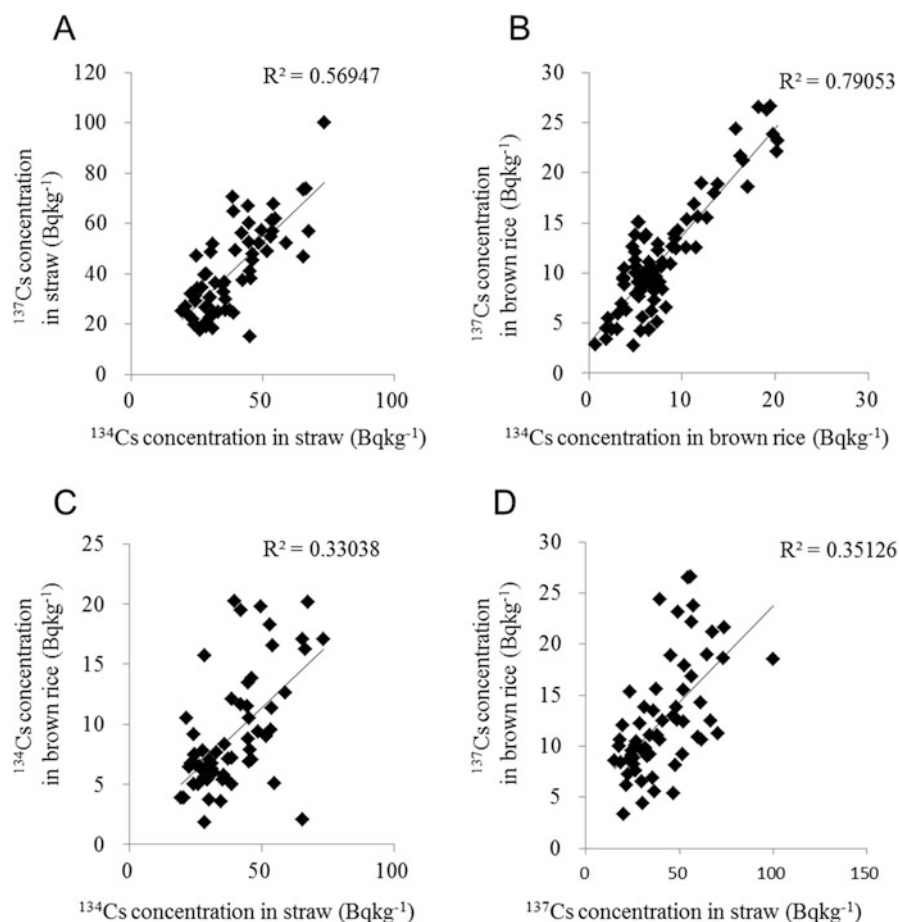 A
R² = 0.56947
120
100
80
60
40
20
0
0 50 100
¹³⁷Cs concentration
in straw (Bqkg⁻¹)
¹³⁴Cs concentration in straw (Bqkg⁻¹)
B
R² = 0.79053
30
25
20
15
10
5
0
0 10 20 30
¹³⁷Cs concentration
in brown rice (Bqkg⁻¹)
¹³⁴Cs concentration in brown rice (Bqkg⁻¹)
C
R² = 0.33038
25
20
15
10
5
0
0 50 100
¹³⁴Cs concentration
in brown rice (Bqkg⁻¹)
¹³⁴Cs concentration in straw (Bqkg⁻¹)
D
R² = 0.35126
30
25
20
15
10
5
0
0 50 100 150
¹³⁷Cs concentration
in brown rice (Bqkg⁻¹)
¹³⁷Cs concentration in straw (Bqkg⁻¹)